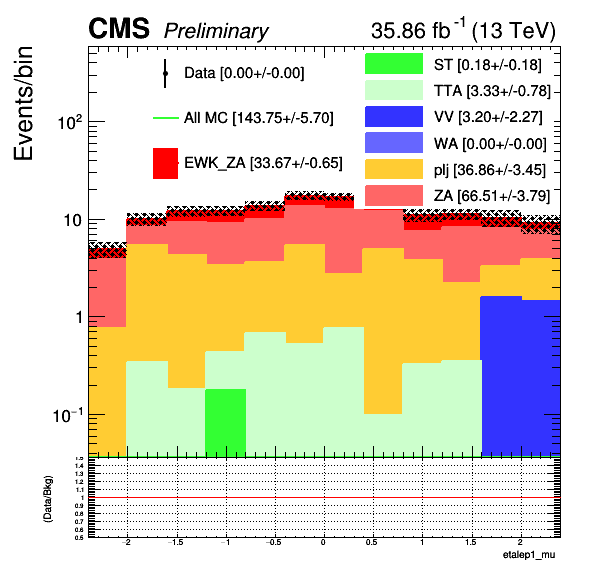 CMS Preliminary 35.86 fb⁻¹ (13 TeV)
Events/bin
Data [0.00+/-0.00]
All MC [143.75+/-5.70]
EWK_ZA [33.67+/-0.65]
ST [0.18+/-0.18]
TTA [3.33+/-0.78]
VV [3.20+/-2.27]
WA [0.00+/-0.00]
plj [36.86+/-3.45]
ZA [66.51+/-3.79]
10²
10
1
10⁻¹
(Data/Bkg)
1.5
1.4
1.3
1.2
1.1
1
0.9
0.8
0.7
0.6
0.5
−2 −1.5 −1 −0.5 0 0.5 1 1.5 2
etalep1_mu